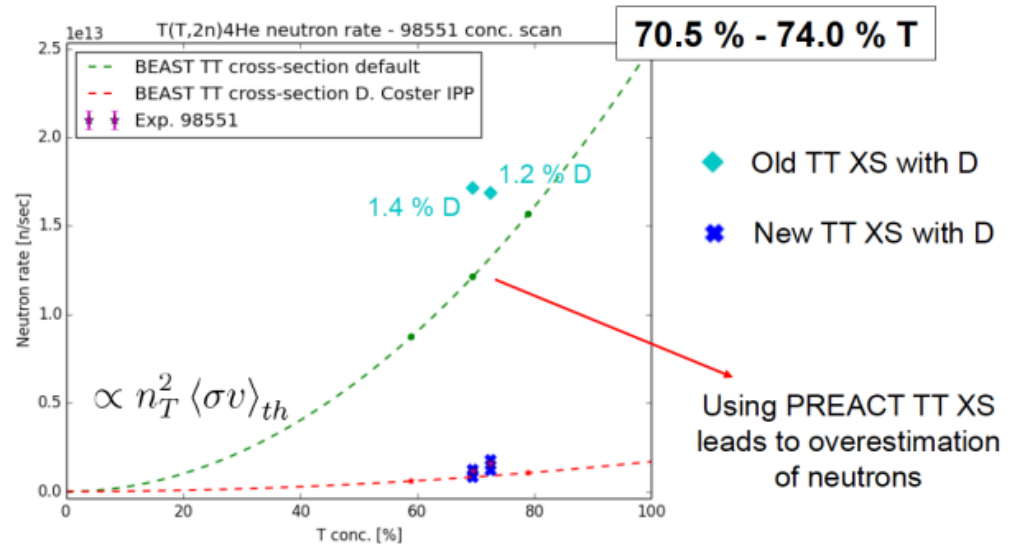 T(T,2n)4He neutron rate - 98551 conc. scan
70.5 % - 74.0 % T
1e13
BEAST TT cross-section default
BEAST TT cross-section D. Coster IPP
Exp. 98551
1.4 % D
1.2 % D
Old TT XS with D
New TT XS with D
∝ n_T^2 ⟨σv⟩_th
Using PREACT TT XS
leads to overestimation
of neutrons
Neutron rate [n/sec]
2.5
2.0
1.5
1.0
0.5
0.0
0 20 40 60 80 100
T conc. [%]